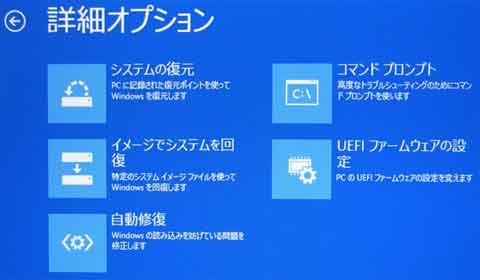 詳細オプション
システムの復元
PC に記録された復元ポイントを使って
Windows を復元します
イメージでシステムを回
復
特定のシステム イメージ ファイルを使って
Windows を回復します
自動修復
Windows の読み込みを妨げている問題を
修正します
コマンド プロンプト
高度なトラブルシューティングのためにコマン
ド プロンプトを使います
C:\
UEFI ファームウェアの設
定
PC の UEFI ファームウェアの設定を変えます